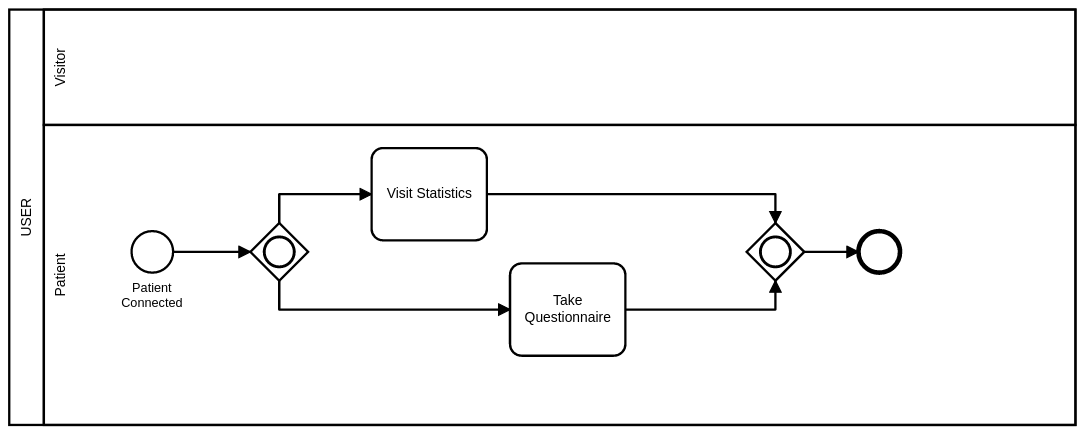 USER
Visitor
Patient
Patient
Connected
Visit Statistics
Take
Questionnaire